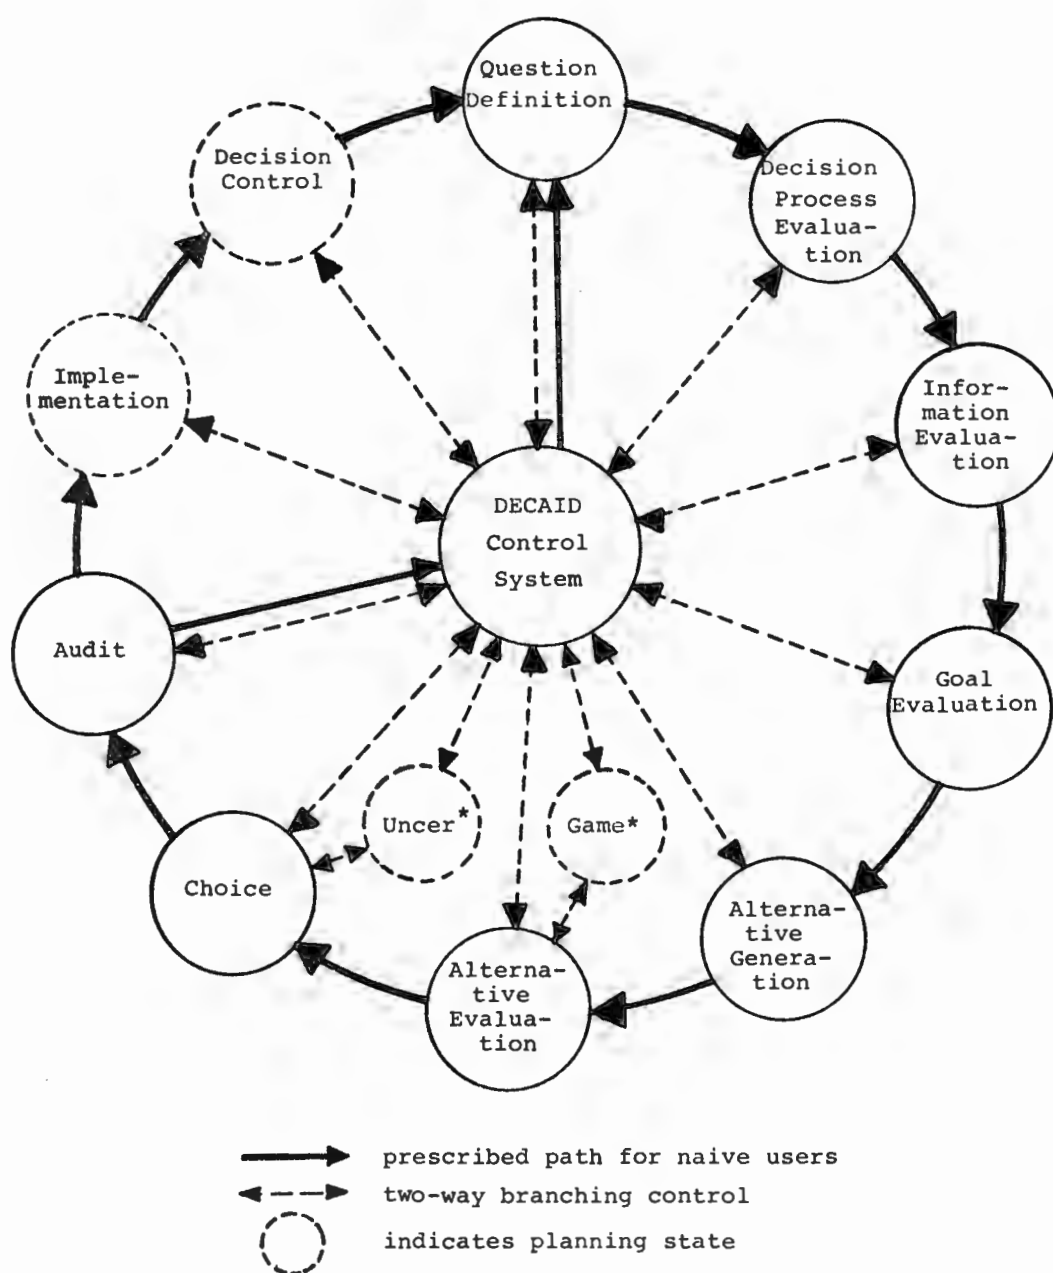 Question
Definition
Decision
Control
Decision
Process
Evalua-
tion
Imple-
mentation
Infor-
mation
Evalua-
tion
DECAID
Control
System
Audit
Goal
Evaluation
Uncer*
Game*
Choice
Alterna-
tive
Genera-
tion
Alterna-
tive
Evalua-
tion
prescribed path for naive users
two-way branching control
indicates planning state